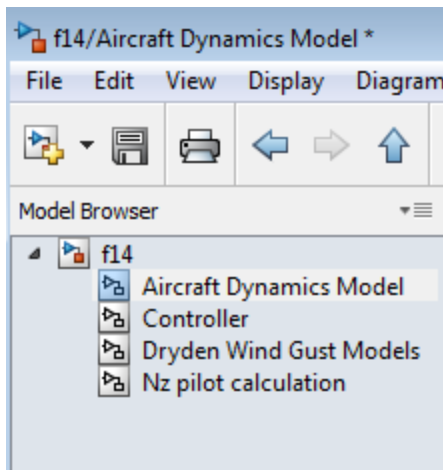 f14/Aircraft Dynamics Model *
File Edit View Display Diagram
Model Browser
f14
Aircraft Dynamics Model
Controller
Dryden Wind Gust Models
Nz pilot calculation